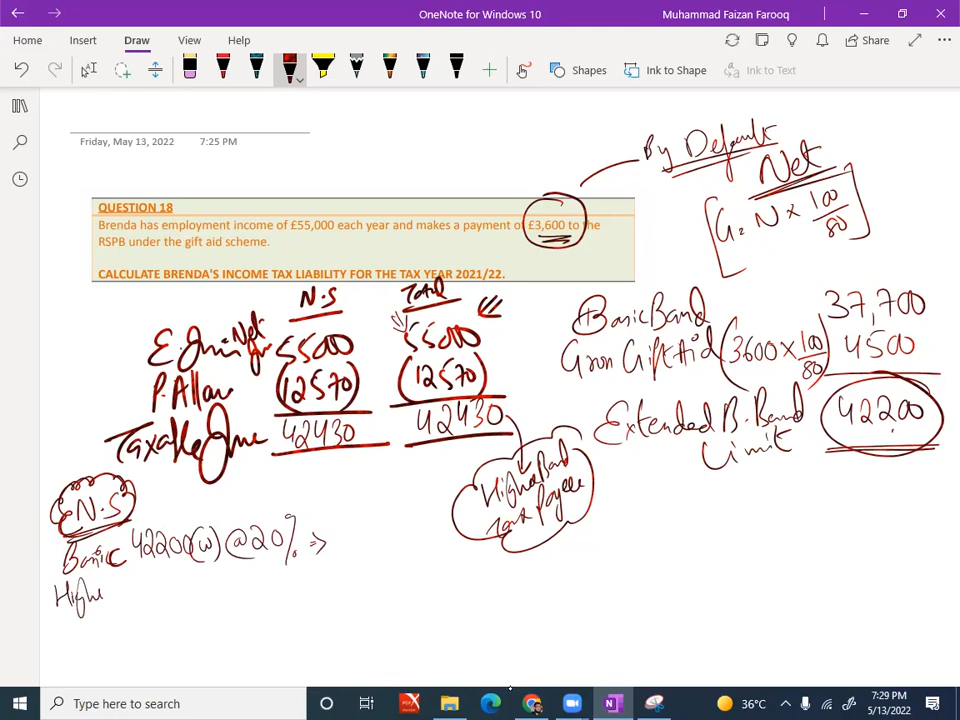 OneNote for Windows 10
Muhammad Faizan Farooq
Home Insert Draw View Help
Share
Shapes Ink to Shape Ink to Text
Friday, May 13, 2022 7:25 PM
By Default
Net
G = N × 100/80
QUESTION 18
Brenda has employment income of £55,000 each year and makes a payment of £3,600 to the
RSPB under the gift aid scheme.
CALCULATE BRENDA'S INCOME TAX LIABILITY FOR THE TAX YEAR 2021/22.
N.S Total
55000 55000
P. Allow (12570) (12570)
Taxable Inc 42430 42430
Basic Band 37,700
Gross Gift Aid (3600 × 100/80) 4500
Extended B. Band 42200
Limit
Higher Band
Tax Payer
N.S
Basic 42200(w) @ 20% ⇒
Highe
Type here to search
36°C
7:29 PM
5/13/2022